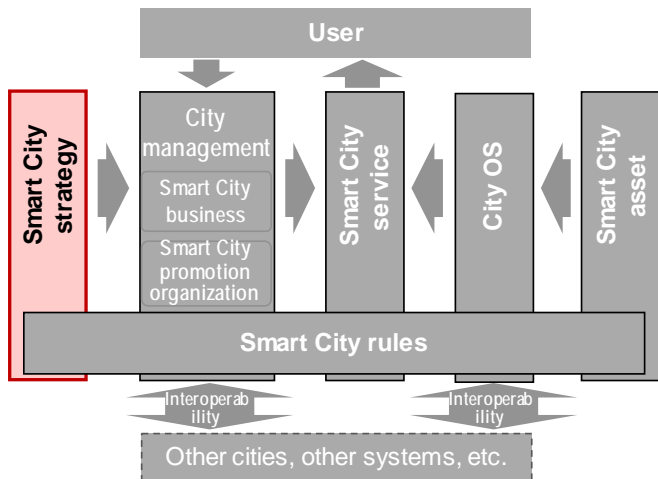 User
Smart City
strategy
City
management
Smart City
business
Smart City
promotion
organization
Smart City
service
City OS
Smart City
asset
Smart City rules
Interoperab
ility
Interoperab
ility
Other cities, other systems, etc.